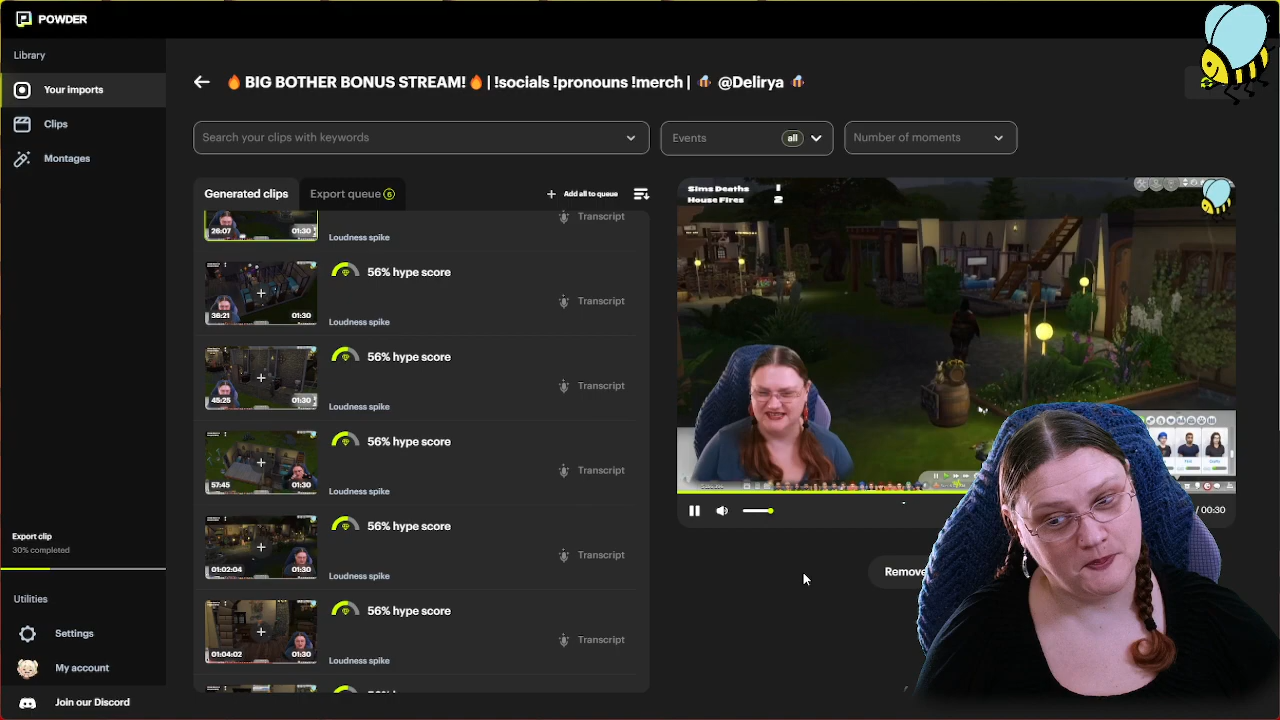 POWDER
Library
Your imports
Clips
Montages
Export clip
30% completed
Utilities
Settings
My account
Join our Discord
🔥 BIG BOTHER BONUS STREAM! 🔥 | !socials !pronouns !merch | 🐝 @Delirya 🐝
Search your clips with keywords
Events all
Number of moments
Generated clips Export queue 6 + Add all to queue
26:07 01:30 Transcript
Loudness spike
56% hype score
36:21 01:30 Transcript
Loudness spike
56% hype score
45:25 01:30 Transcript
Loudness spike
56% hype score
57:45 01:30 Transcript
Loudness spike
56% hype score
01:02:04 01:30 Transcript
Loudness spike
56% hype score
01:04:02 01:30 Transcript
Loudness spike
Sims Deaths 1
House Fires 2
/ 00:30
Remove